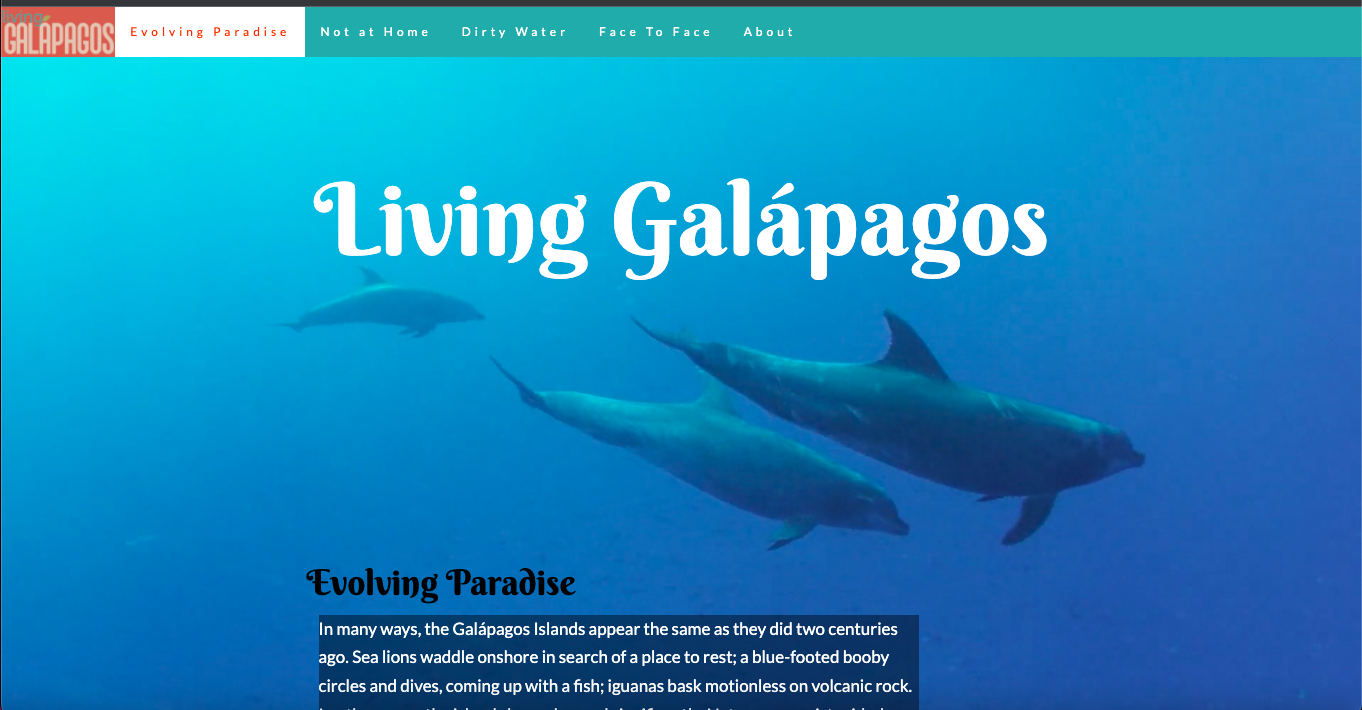 living
GALÁPAGOS
Evolving Paradise Not at Home Dirty Water Face To Face About
Living Galápagos
Evolving Paradise
In many ways, the Galápagos Islands appear the same as they did two centuries
ago. Sea lions waddle onshore in search of a place to rest; a blue-footed booby
circles and dives, coming up with a fish; iguanas bask motionless on volcanic rock.